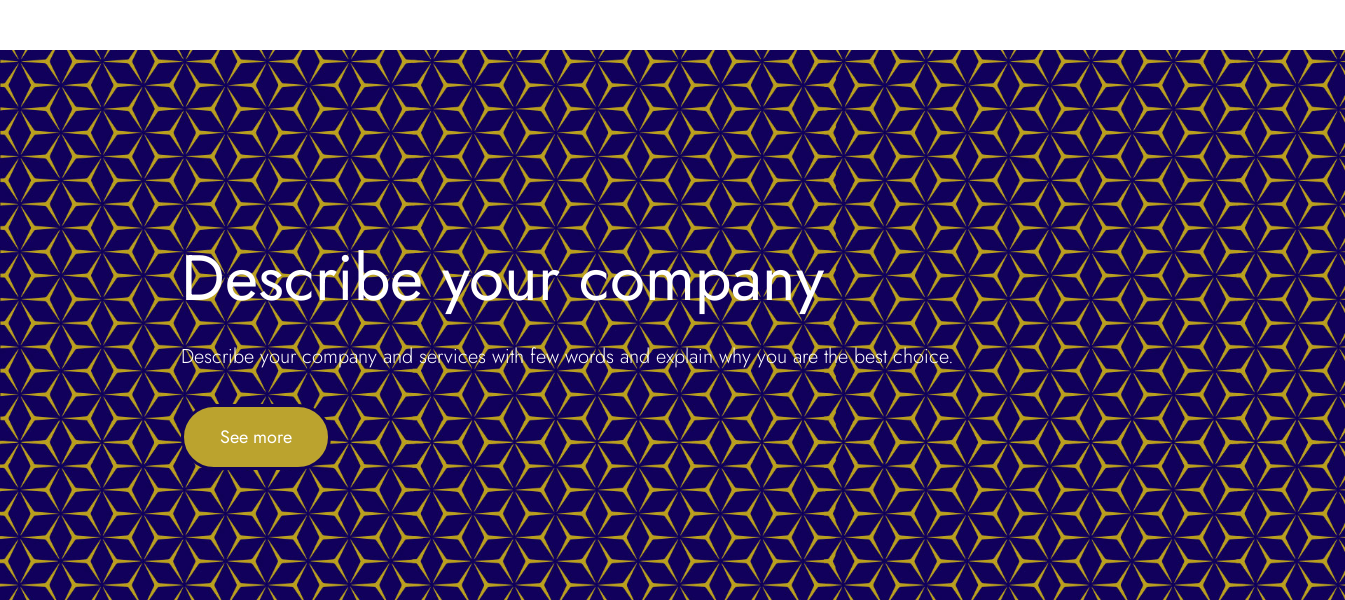 Describe your company
Describe your company and services with few words and explain why you are the best choice.
See more